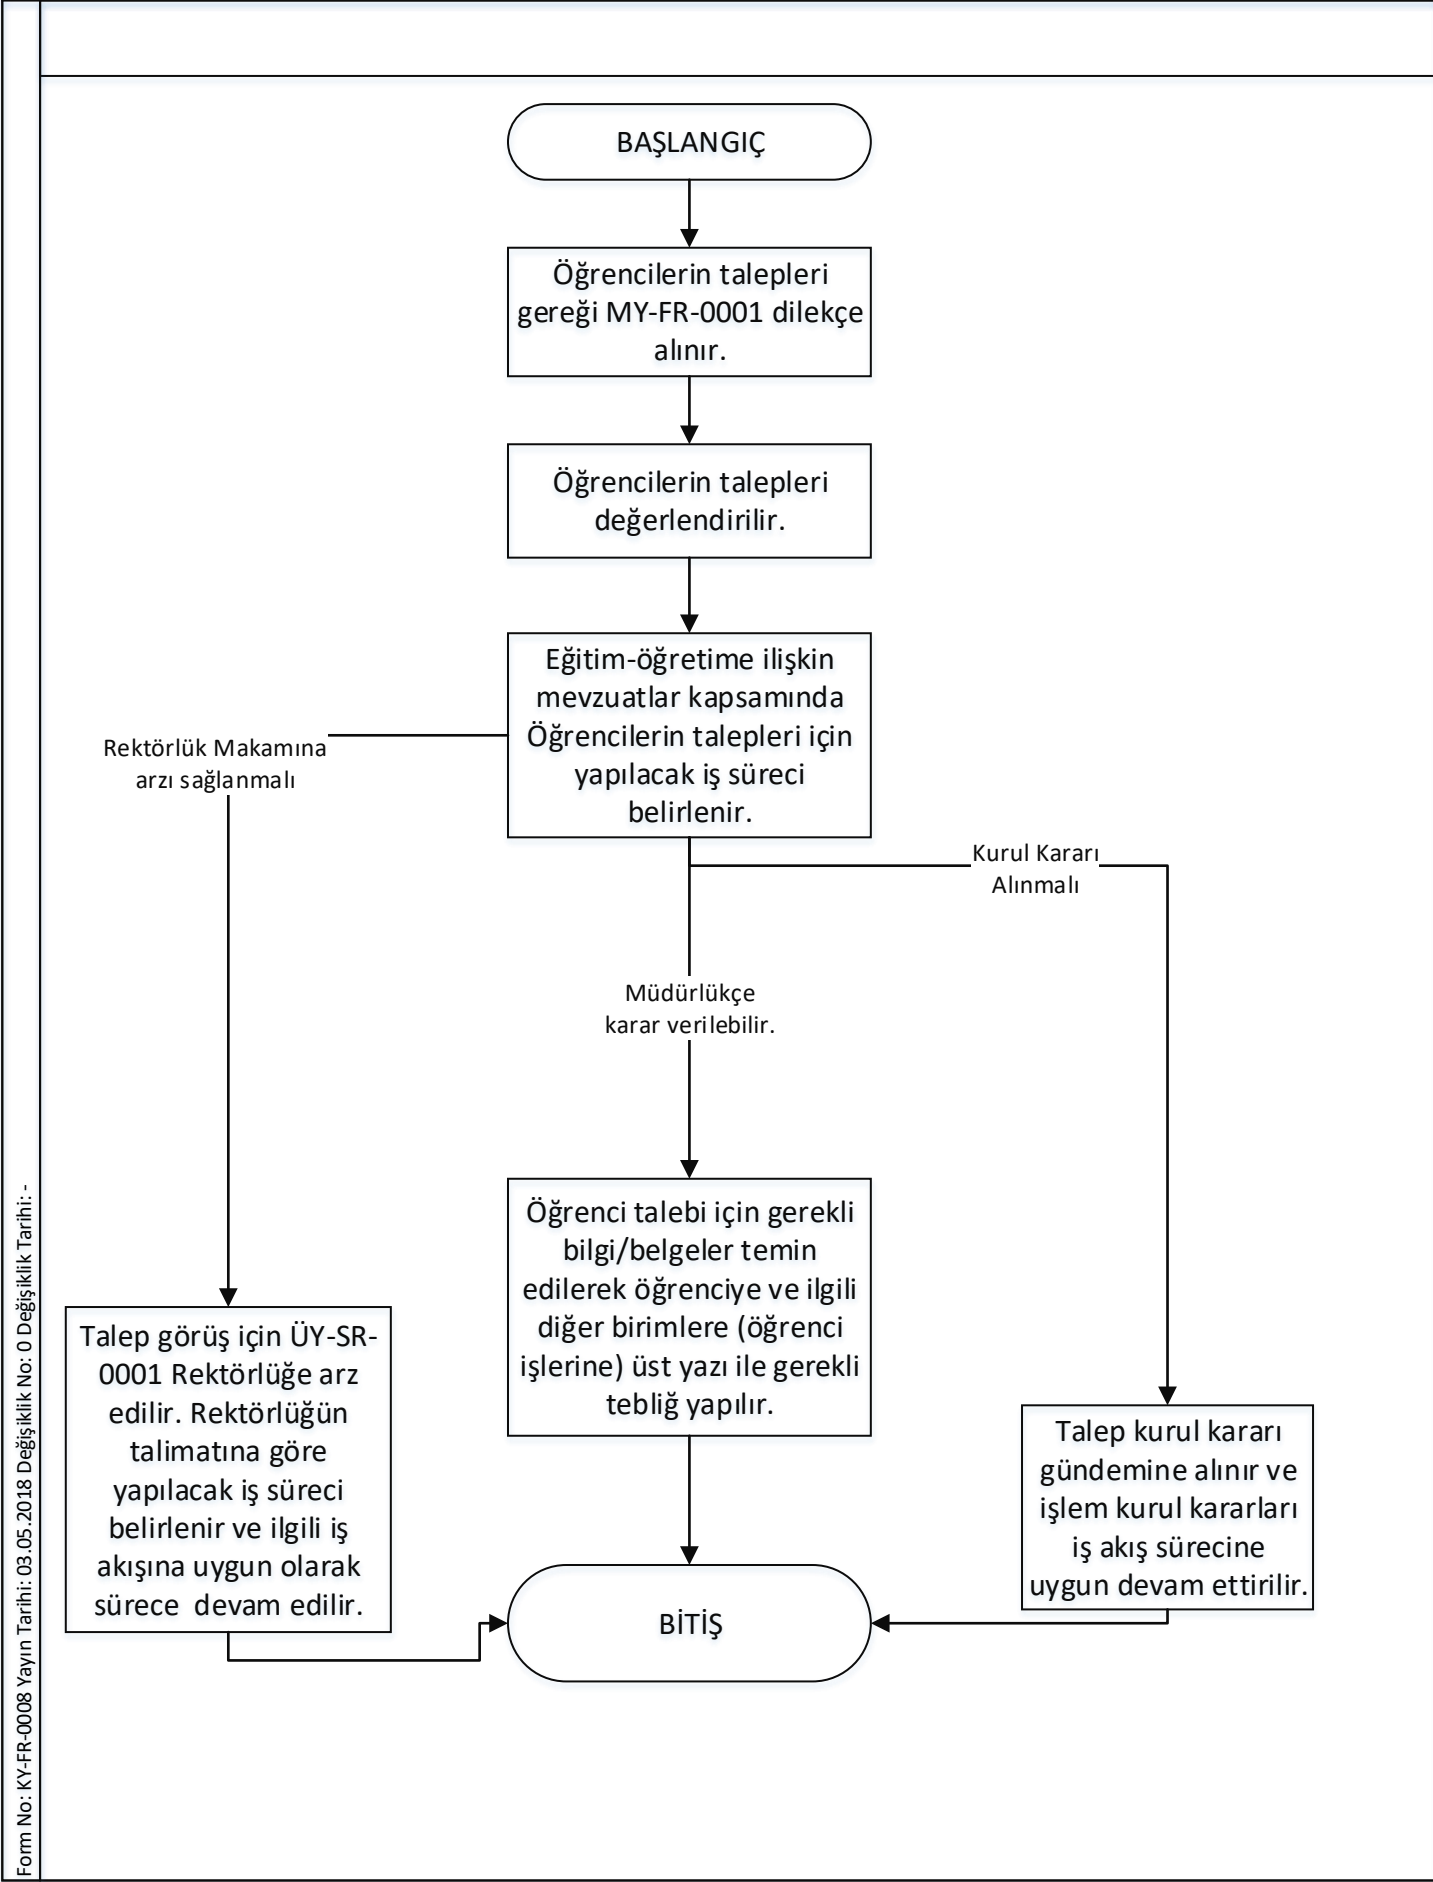 BAŞLANGIÇ
Öğrencilerin talepleri
gereği MY-FR-0001 dilekçe
alınır.
Öğrencilerin talepleri
değerlendirilir.
Eğitim-öğretime ilişkin
mevzuatlar kapsamında
Öğrencilerin talepleri için
yapılacak iş süreci
belirlenir.
Rektörlük Makamına
arzı sağlanmalı
Kurul Kararı
Alınmalı
Müdürlükçe
karar verilebilir.
Talep görüş için ÜY-SR-
0001 Rektörlüğe arz
edilir. Rektörlüğün
talimatına göre
yapılacak iş süreci
belirlenir ve ilgili iş
akışına uygun olarak
sürece devam edilir.
Öğrenci talebi için gerekli
bilgi/belgeler temin
edilerek öğrenciye ve ilgili
diğer birimlere (öğrenci
işlerine) üst yazı ile gerekli
tebliğ yapılır.
Talep kurul kararı
gündemine alınır ve
işlem kurul kararları
iş akış sürecine
uygun devam ettirilir.
BİTİŞ
Form No: KY-FR-0008 Yayın Tarihi: 03.05.2018 Değişiklik No: 0 Değişiklik Tarihi: -